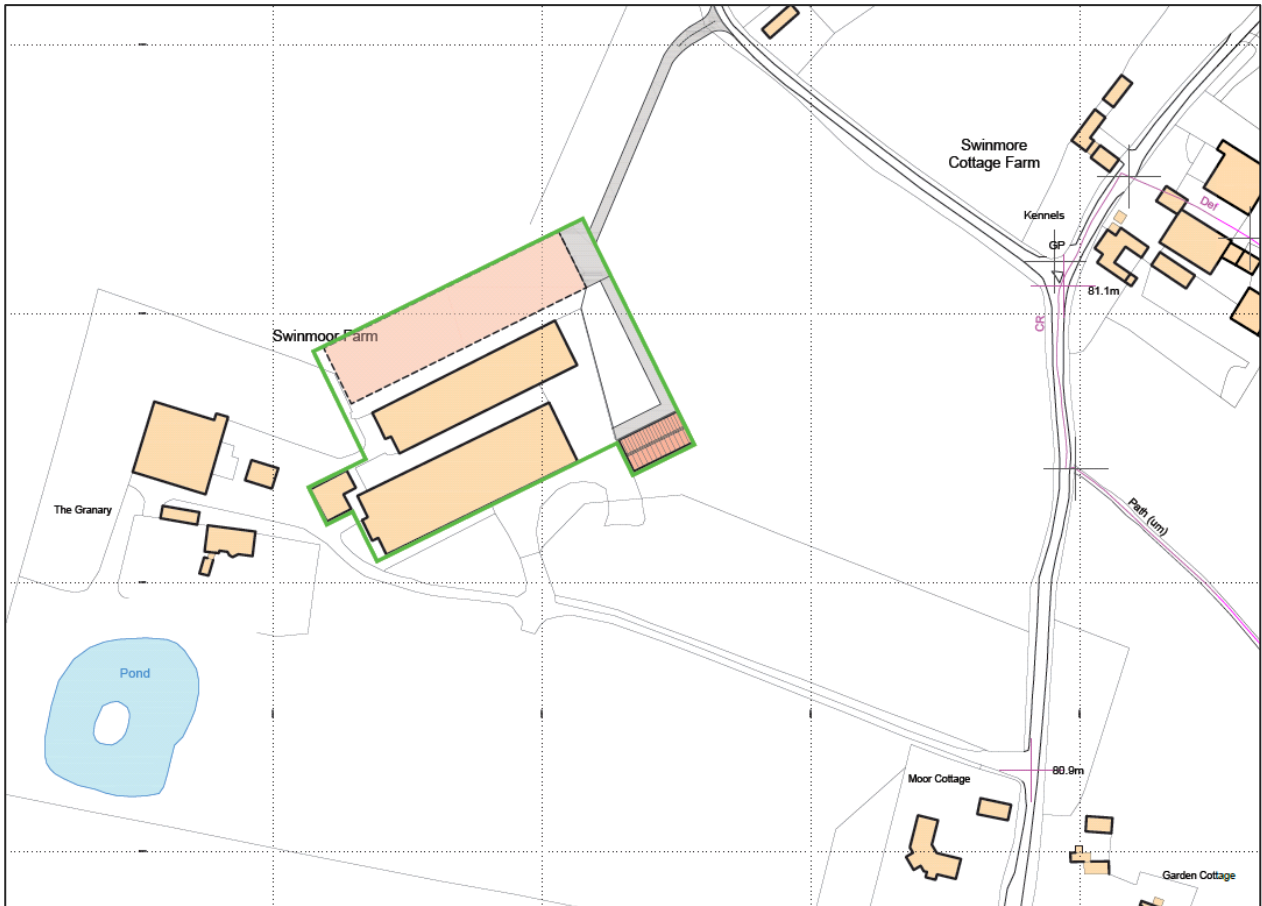 Swinmore
Cottage Farm
Kennels
Def
GP
81.1m
CR
Swinmoor Farm
The Granary
Path (um)
Pond
80.9m
Moor Cottage
Garden Cottage